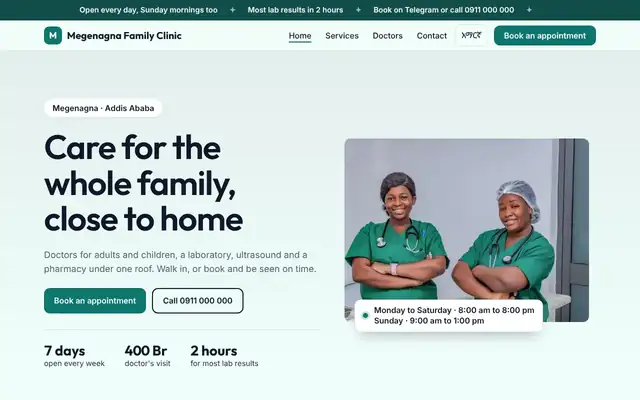 Open every day, Sunday mornings too + Most lab results in 2 hours + Book on Telegram or call 0911 000 000 +
M Megenagna Family Clinic
Home Services Doctors Contact አማርኛ Book an appointment
Megenagna · Addis Ababa
Care for the
whole family,
close to home
Doctors for adults and children, a laboratory, ultrasound and a
pharmacy under one roof. Walk in, or book and be seen on time.
Book an appointment Call 0911 000 000
Monday to Saturday · 8:00 am to 8:00 pm
Sunday · 9:00 am to 1:00 pm
7 days 400 Br 2 hours
open every week doctor's visit for most lab results